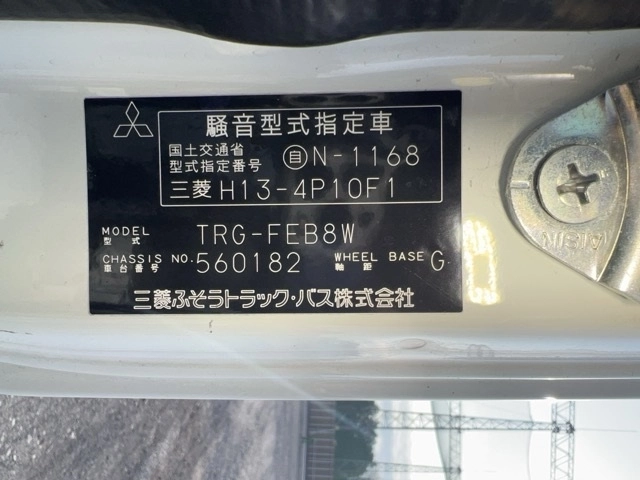 騒音型式指定車
国土交通省
型式指定番号 自N-1168
三菱 H13-4P10F1
MODEL TRG-FEB8W
型式
CHASSIS NO. 560182 WHEEL BASE G
車台番号 軸距
三菱ふそうトラック・バス株式会社
AISIN